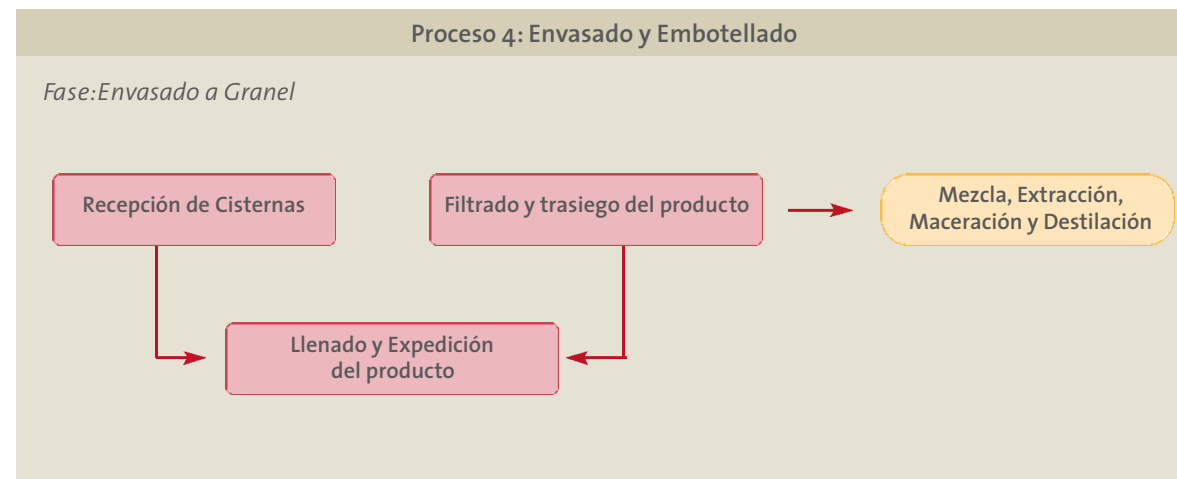 Proceso 4: Envasado y Embotellado
Fase:Envasado a Granel
Recepción de Cisternas
Filtrado y trasiego del producto
Mezcla, Extracción,
Maceración y Destilación
Llenado y Expedición
del producto